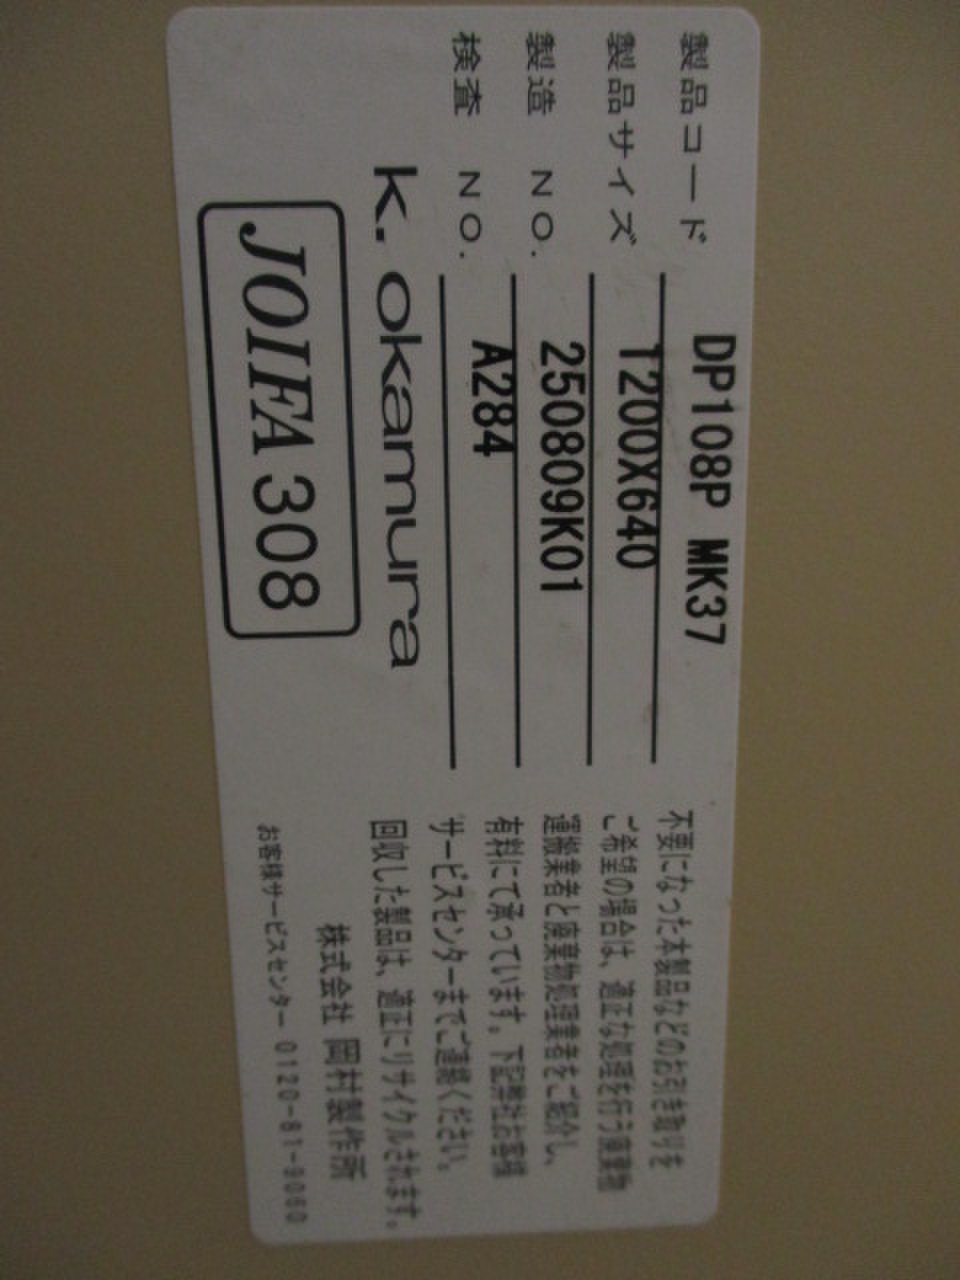 製品コード DP108P MK37
製品サイズ T200X640
製造 NO. 250809K01
検査 NO. A284
k. okamura
JOIFA 308
不要になった本製品などのお引き取りを
ご希望の場合は、適正な処理を行う廃棄物
運搬業者と廃棄物処理業者をご紹介し、
有料にて承っています。下記弊社お客様
サービスセンターまでご連絡ください。
回収した製品は、適正にリサイクルされます。
株式会社 岡村製作所
お客様サービスセンター 0120-81-9060